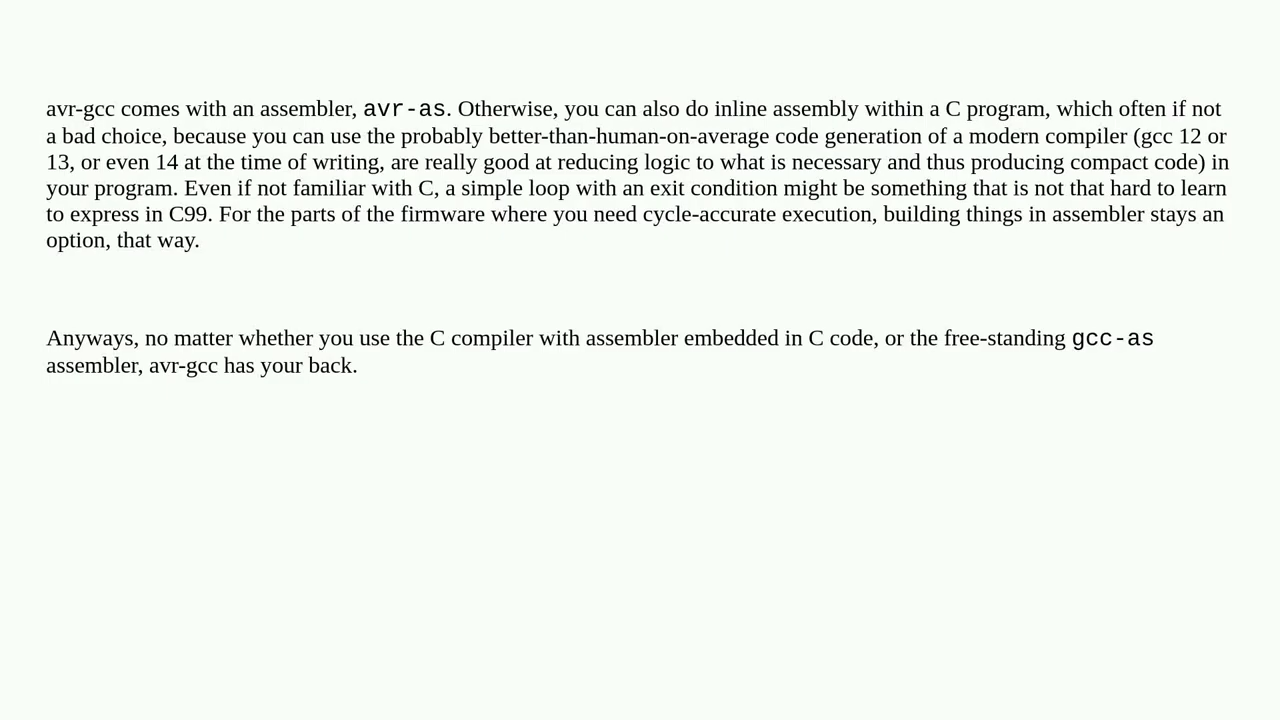 avr-gcc comes with an assembler, avr-as. Otherwise, you can also do inline assembly within a C program, which often if not
a bad choice, because you can use the probably better-than-human-on-average code generation of a modern compiler (gcc 12 or
13, or even 14 at the time of writing, are really good at reducing logic to what is necessary and thus producing compact code) in
your program. Even if not familiar with C, a simple loop with an exit condition might be something that is not that hard to learn
to express in C99. For the parts of the firmware where you need cycle-accurate execution, building things in assembler stays an
option, that way.
Anyways, no matter whether you use the C compiler with assembler embedded in C code, or the free-standing gcc-as
assembler, avr-gcc has your back.